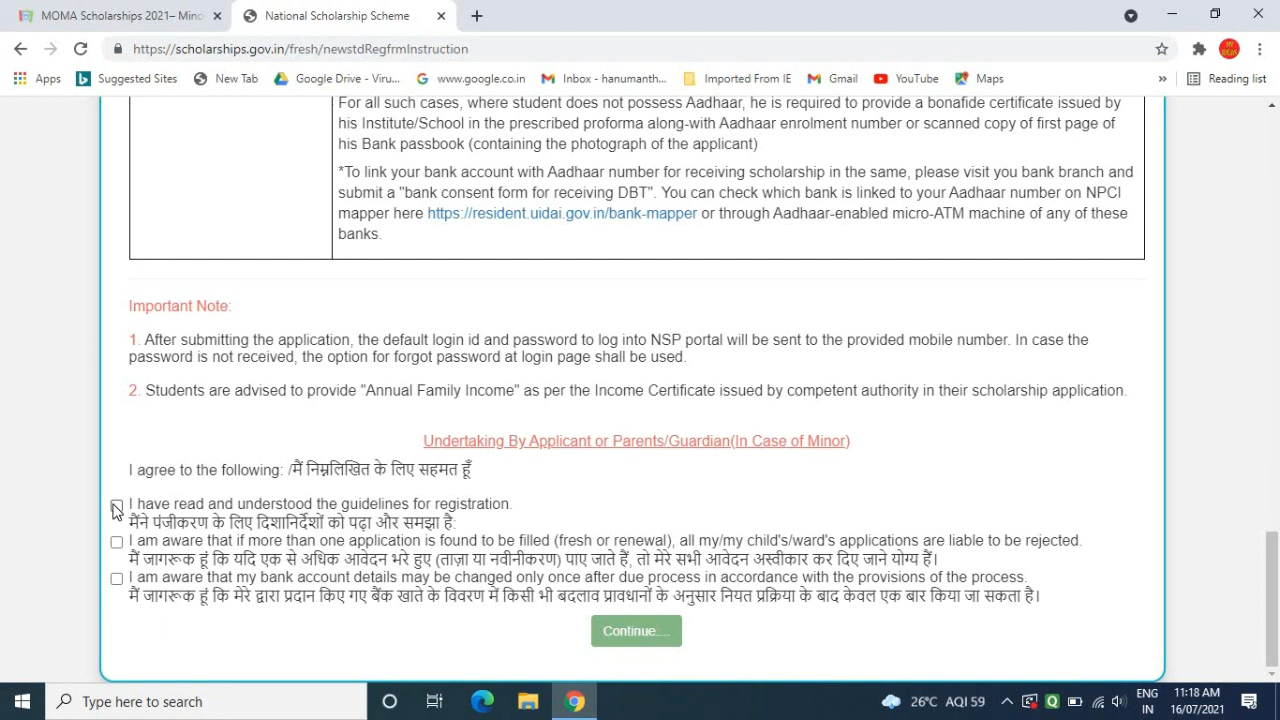 MOMA Scholarships 2021– Mino
National Scholarship Scheme
https://scholarships.gov.in/fresh/newstdRegfrmInstruction
Apps
Suggested Sites
New Tab
Google Drive - Viru...
www.google.co.in
Inbox - hanumanth...
Imported From IE
Gmail
YouTube
Maps
»
Reading list
For all such cases, where student does not possess Aadhaar, he is required to provide a bonafide certificate issued by
his Institute/School in the prescribed proforma along-with Aadhaar enrolment number or scanned copy of first page of
his Bank passbook (containing the photograph of the applicant)
*To link your bank account with Aadhaar number for receiving scholarship in the same, please visit you bank branch and
submit a "bank consent form for receiving DBT". You can check which bank is linked to your Aadhaar number on NPCI
mapper here https://resident.uidai.gov.in/bank-mapper or through Aadhaar-enabled micro-ATM machine of any of these
banks.
Important Note:
1. After submitting the application, the default login id and password to log into NSP portal will be sent to the provided mobile number. In case the
password is not received, the option for forgot password at login page shall be used.
2. Students are advised to provide "Annual Family Income" as per the Income Certificate issued by competent authority in their scholarship application.
Undertaking By Applicant or Parents/Guardian(In Case of Minor)
I agree to the following: /मैं निम्नलिखित के लिए सहमत हूँ
I have read and understood the guidelines for registration.
मैंने पंजीकरण के लिए दिशानिर्देशों को पढ़ा और समझा है:
I am aware that if more than one application is found to be filled (fresh or renewal), all my/my child's/ward's applications are liable to be rejected.
मैं जागरूक हूं कि यदि एक से अधिक आवेदन भरे हुए (ताज़ा या नवीनीकरण) पाए जाते हैं, तो मेरे सभी आवेदन अस्वीकार कर दिए जाने योग्य हैं।
I am aware that my bank account details may be changed only once after due process in accordance with the provisions of the process.
मैं जागरूक हूं कि मेरे द्वारा प्रदान किए गए बैंक खाते के विवरण में किसी भी बदलाव प्रावधानों के अनुसार नियत प्रक्रिया के बाद केवल एक बार किया जा सकता है।
Continue....
Type here to search
26°C AQI 59
ENG
IN
11:18 AM
16/07/2021